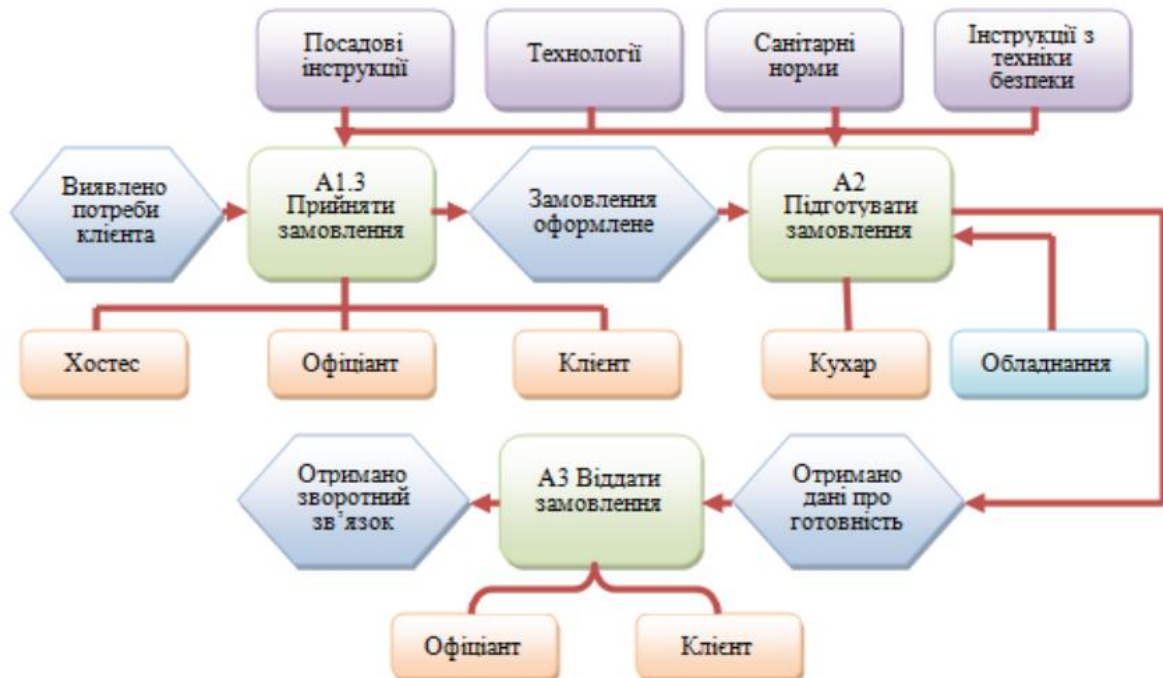 Посадові
інструкції
Технології
Санітарні
норми
Інструкції з
техніки
безпеки
Виявлено
потреби
клієнта
А1.3
Прийняти
замовлення
Замовлення
оформлене
А2
Підготувати
замовлення
Хостес
Офіціант
Клієнт
Кухар
Обладнання
Отримано
зворотний
зв’язок
А3 Віддати
замовлення
Отримано
дані про
готовність
Офіціант
Клієнт